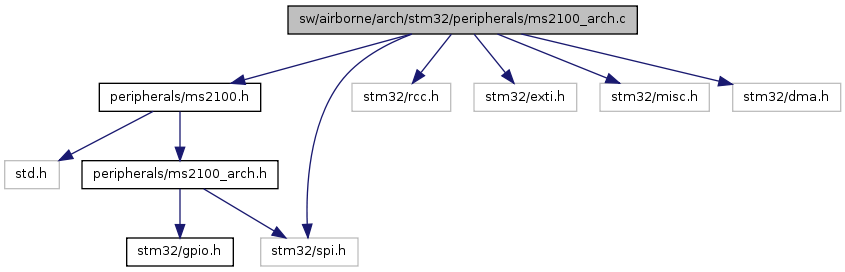 sw/airborne/arch/stm32/peripherals/ms2100_arch.c
peripherals/ms2100.h
stm32/rcc.h
stm32/exti.h
stm32/misc.h
stm32/dma.h
std.h
peripherals/ms2100_arch.h
stm32/gpio.h
stm32/spi.h